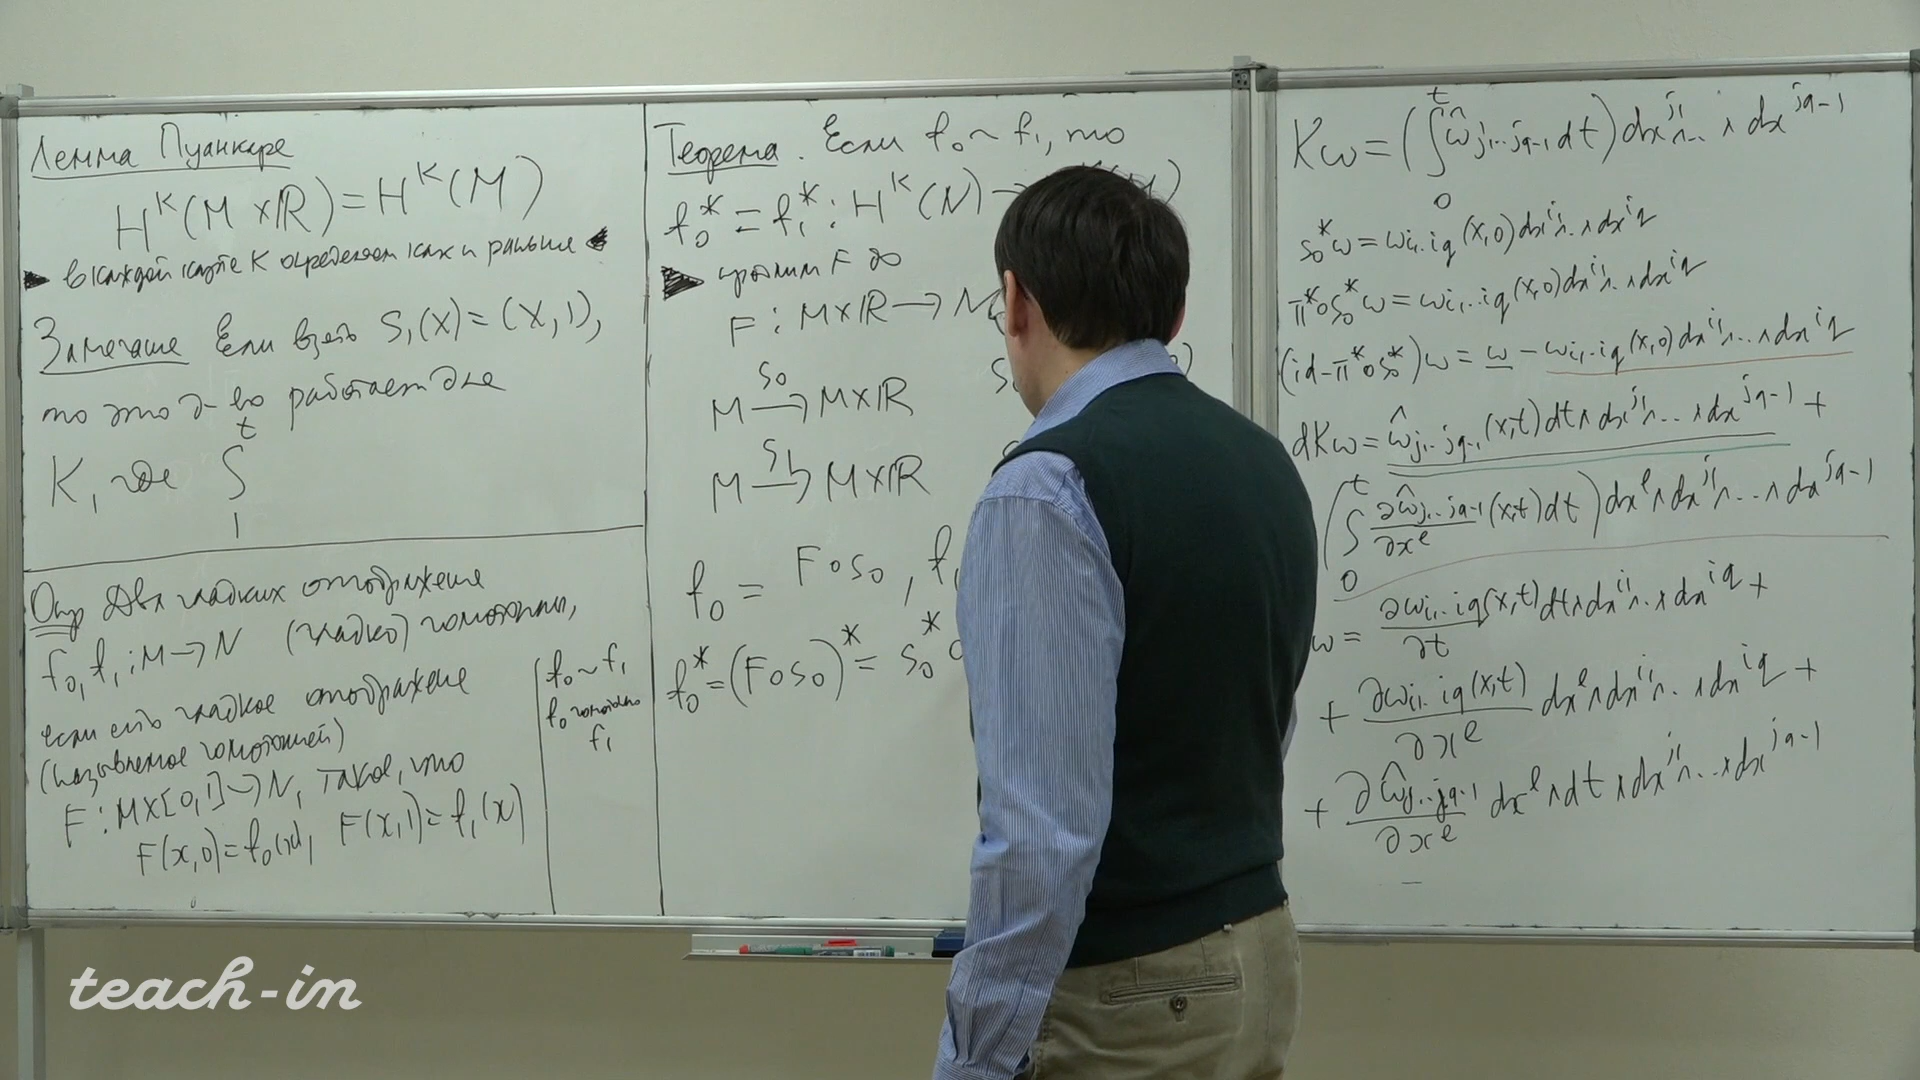 Лемма Пуанкаре
H^K(M×ℝ)=H^K(M)
в каждой карте K определяем как и раньше
Замечание Если взять S₁(x)=(x,1),
то это д-во работает для
K, где ∫₁ᵗ
Опр Два гладких отображения
f₀,f₁:M→N (гладко) гомотопны,
если есть гладкое отображение
(называемое гомотопией)
F:M×[0,1]→N, такое, что
F(x,0)=f₀(x), F(x,1)=f₁(x)
f₀~f₁
f₀ гомотопно
f₁
Теорема. Если f₀~f₁, то
f₀*=f₁*:H^K(N)→
F до
F:M×ℝ→N
M —S₀→ M×ℝ
M —S₁→ M×ℝ
f₀ = F∘s₀, f₁
f₀*=(F∘s₀)*=s₀*
Kω=(∫₀ᵗ ω̂_{j₁…j_{q-1}}dt)dx^{j₁}∧…∧dx^{j_{q-1}}
s₀*ω=ω_{i₁…i_q}(x,0)dx^{i₁}∧…∧dx^{i_q}
π*∘s₀*ω=ω_{i₁…i_q}(x,0)dx^{i₁}∧…∧dx^{i_q}
(id-π*∘s₀*)ω=ω-ω_{i₁…i_q}(x,0)dx^{i₁}∧…∧dx^{i_q}
dKω=ω̂_{j₁…j_{q-1}}(x,t)dt∧dx^{j₁}∧…∧dx^{j_{q-1}}+
(∫₀ᵗ ∂ω̂_{j₁…j_{q-1}}/∂x^ℓ (x,t)dt)dx^ℓ∧dx^{j₁}∧…∧dx^{j_{q-1}}
ω= ∂ω_{i₁…i_q}(x,t)/∂t dt∧dx^{i₁}∧…∧dx^{i_q}+
+ ∂ω_{i₁…i_q}(x,t)/∂x^ℓ dx^ℓ∧dx^{i₁}∧…∧dx^{i_q}+
+ ∂ω̂_{j₁…j_{q-1}}/∂x^ℓ dx^ℓ∧dt∧dx^{j₁}∧…∧dx^{j_{q-1}}
teach-in